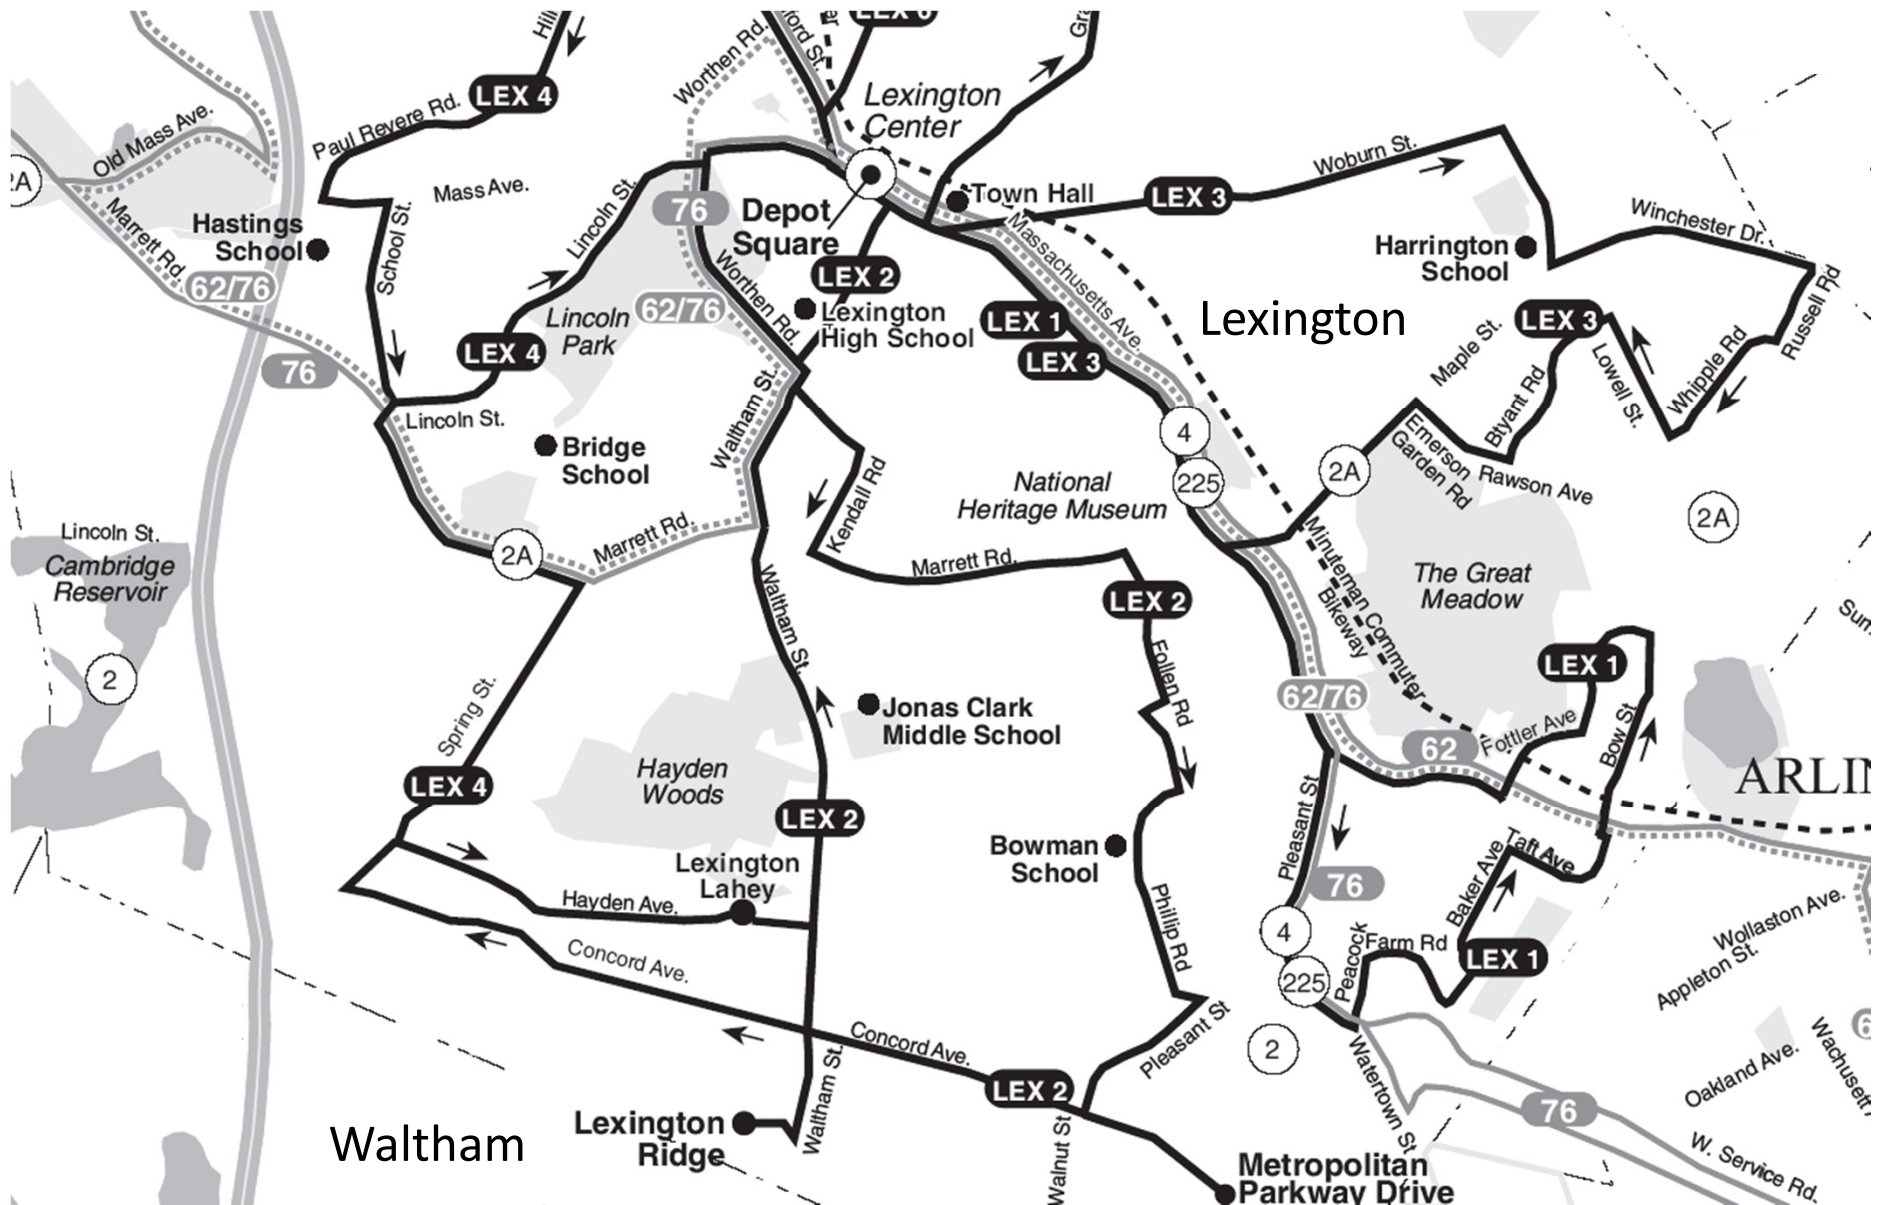 Hill
LEX 4
Paul Revere Rd.
Old Mass Ave.
2A
Marrett Rd.
Hastings
School
62/76
76
Mass Ave.
School St.
Lincoln St.
LEX 4
Lincoln St.
Lincoln
Park
Worthen Rd.
76
62/76
Worthen Rd.
Depot
Square
Lexington
Center
Town Hall
LEX 2
Lexington
High School
LEX 1
LEX 3
Massachusetts Ave.
LEX 3
Woburn St.
Harrington
School
Winchester Dr.
Russell Rd
Whipple Rd
Lowell St.
LEX 3
Maple St.
Btyant Rd
Lexington
4
225
2A
Emerson
Garden Rd
Rawson Ave
2A
Bridge
School
Waltham St.
Kendall Rd
National
Heritage Museum
Marrett Rd.
2A
Marrett Rd.
Lincoln St.
Cambridge
Reservoir
2
Waltham St.
LEX 2
Follen Rd
Minuteman Commuter
Bikeway
The Great
Meadow
LEX 1
62/76
62
Fottler Ave
Bow St
Spring St.
LEX 4
Jonas Clark
Middle School
Hayden
Woods
LEX 2
Lexington
Lahey
Hayden Ave.
Concord Ave.
Bowman
School
Phillip Rd
Pleasant St
76
Baker Ave
Taft Ave
4
225
Peacock
Farm Rd
LEX 1
Wollaston Ave.
Appleton St.
Pleasant St
2
Concord Ave.
LEX 2
Waltham St.
Lexington
Ridge
Waltham
Walnut St
Watertown St
76
Oakland Ave.
Wachusett
W. Service Rd.
Metropolitan
Parkway Drive